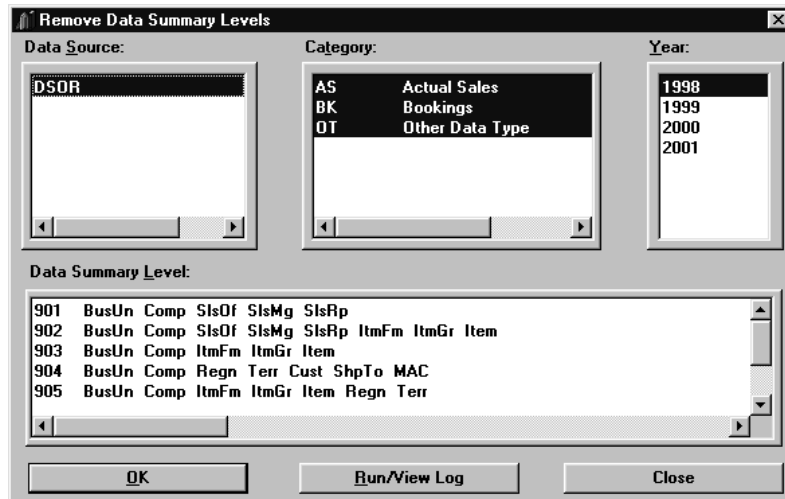 Remove Data Summary Levels
Data Source:
Category:
Year:
DSOR
AS Actual Sales
BK Bookings
OT Other Data Type
1998
1999
2000
2001
Data Summary Level:
901 BusUn Comp SlsOf SlsMg SlsRp
902 BusUn Comp SlsOf SlsMg SlsRp ItmFm ItmGr Item
903 BusUn Comp ItmFm ItmGr Item
904 BusUn Comp Regn Terr Cust ShpTo MAC
905 BusUn Comp ItmFm ItmGr Item Regn Terr
OK
Run/View Log
Close